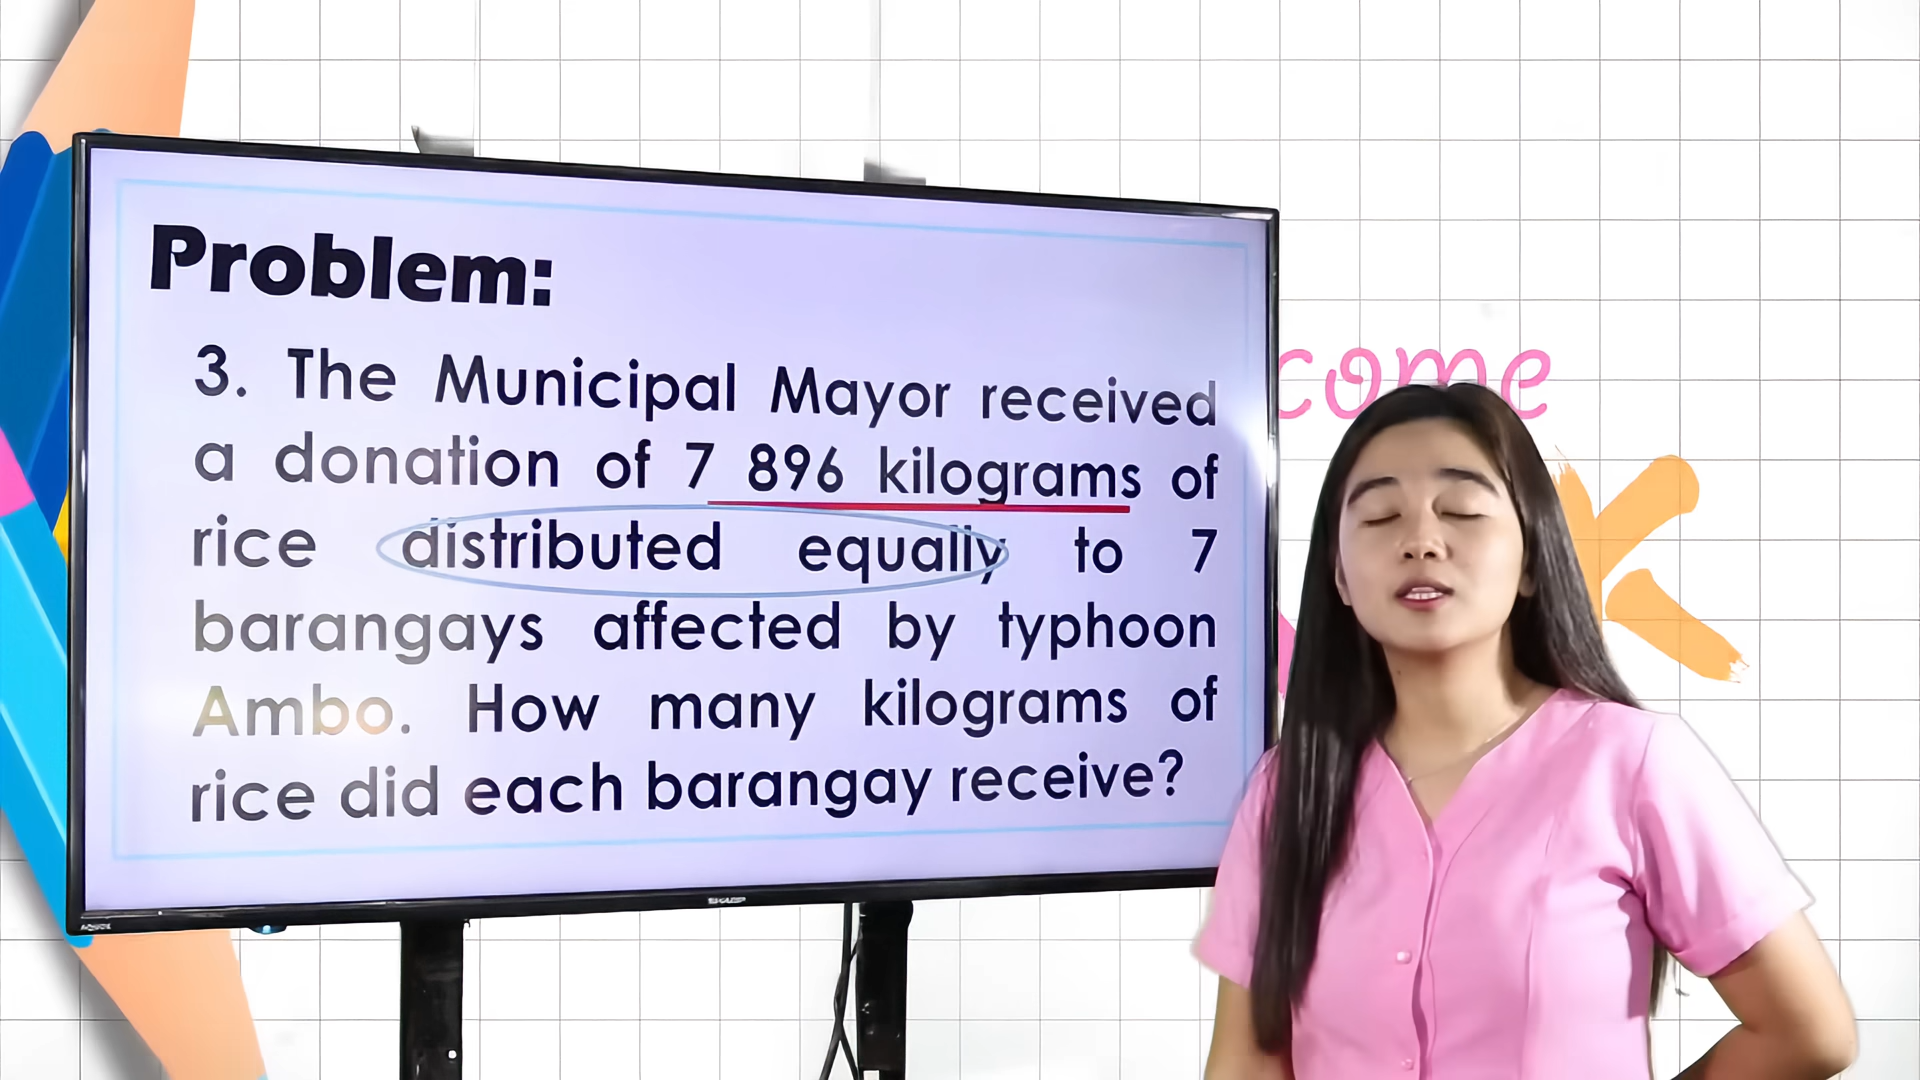 Problem:
3. The Municipal Mayor received
a donation of 7 896 kilograms of
rice distributed equally to 7
barangays affected by typhoon
Ambo. How many kilograms of
rice did each barangay receive?
come
SHARP